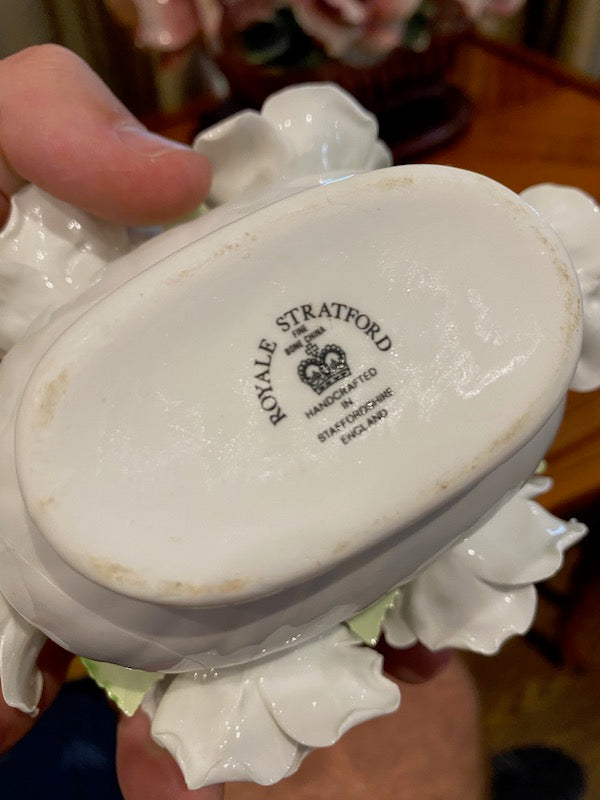 ROYALE STRATFORD
FINE
BONE CHINA
HANDCRAFTED
IN
STAFFORDSHIRE
ENGLAND